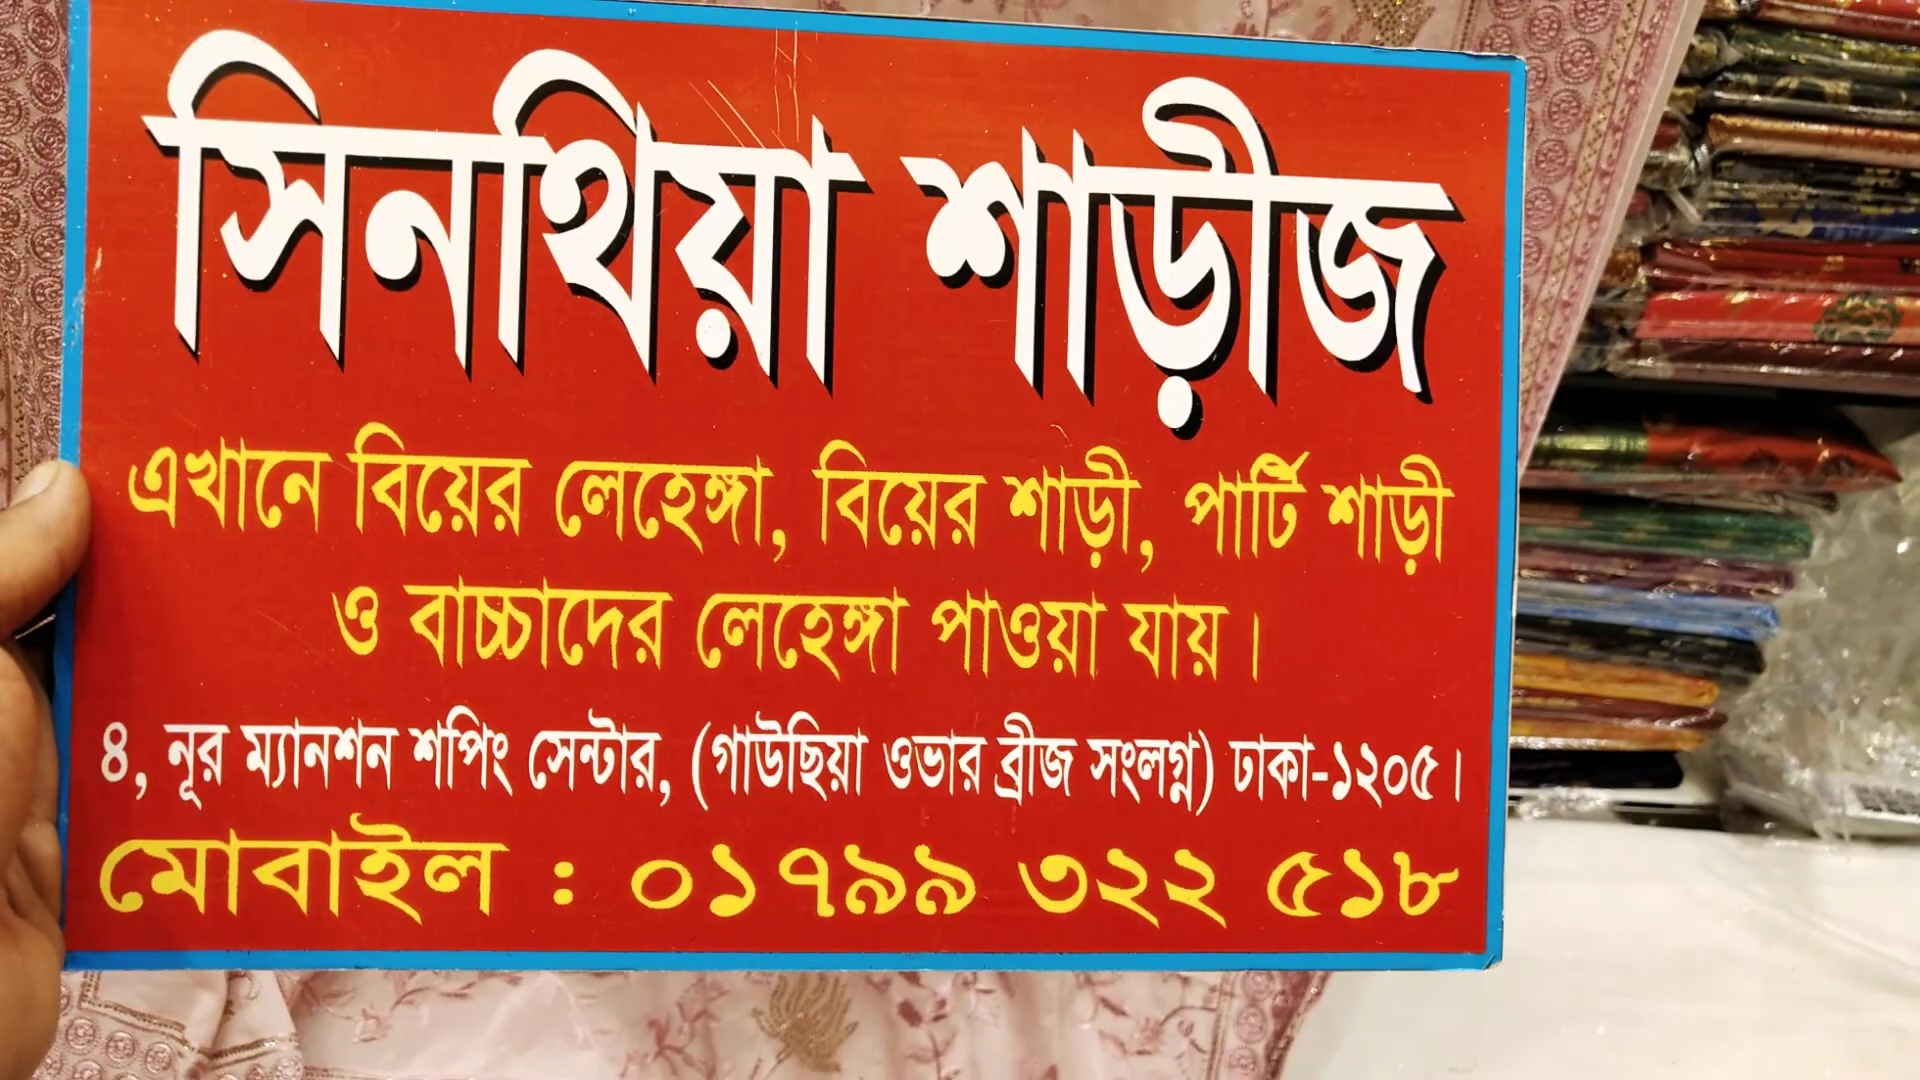 সিনথিয়া শাড়ীজ
এখানে বিয়ের লেহেঙ্গা, বিয়ের শাড়ী, পার্টি শাড়ী
ও বাচ্চাদের লেহেঙ্গা পাওয়া যায়।
৪, নূর ম্যানশন শপিং সেন্টার, (গাউছিয়া ওভার ব্রীজ সংলগ্ন) ঢাকা-১২০৫।
মোবাইল : ০১৭৯৯ ৩২২ ৫১৮